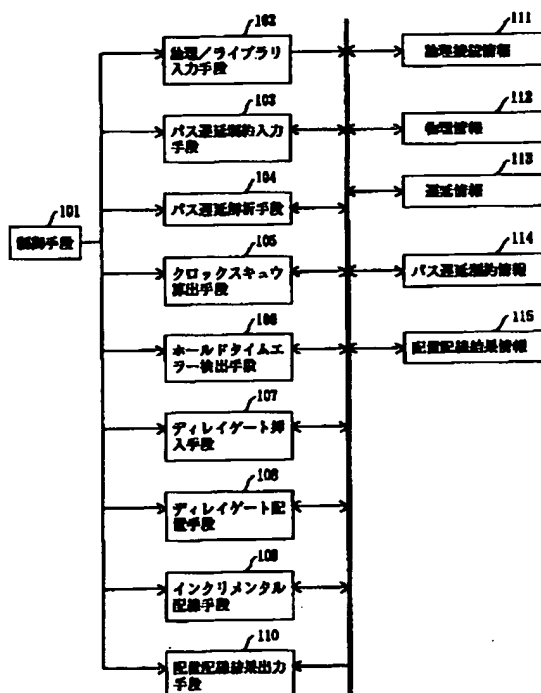 101
制御手段
102
論理/ライブラリ
入力手段
103
パス遅延制約入力
手段
104
パス遅延解析手段
105
クロックスキュウ
算出手段
106
ホールドタイムエ
ラー検出手段
107
ディレイゲート挿
入手段
108
ディレイゲート配
置手段
109
インクリメンタル
配線手段
110
配置配線結果出力
手段
111
論理接続情報
112
物理情報
113
遅延情報
114
パス遅延制約情報
115
配置配線結果情報